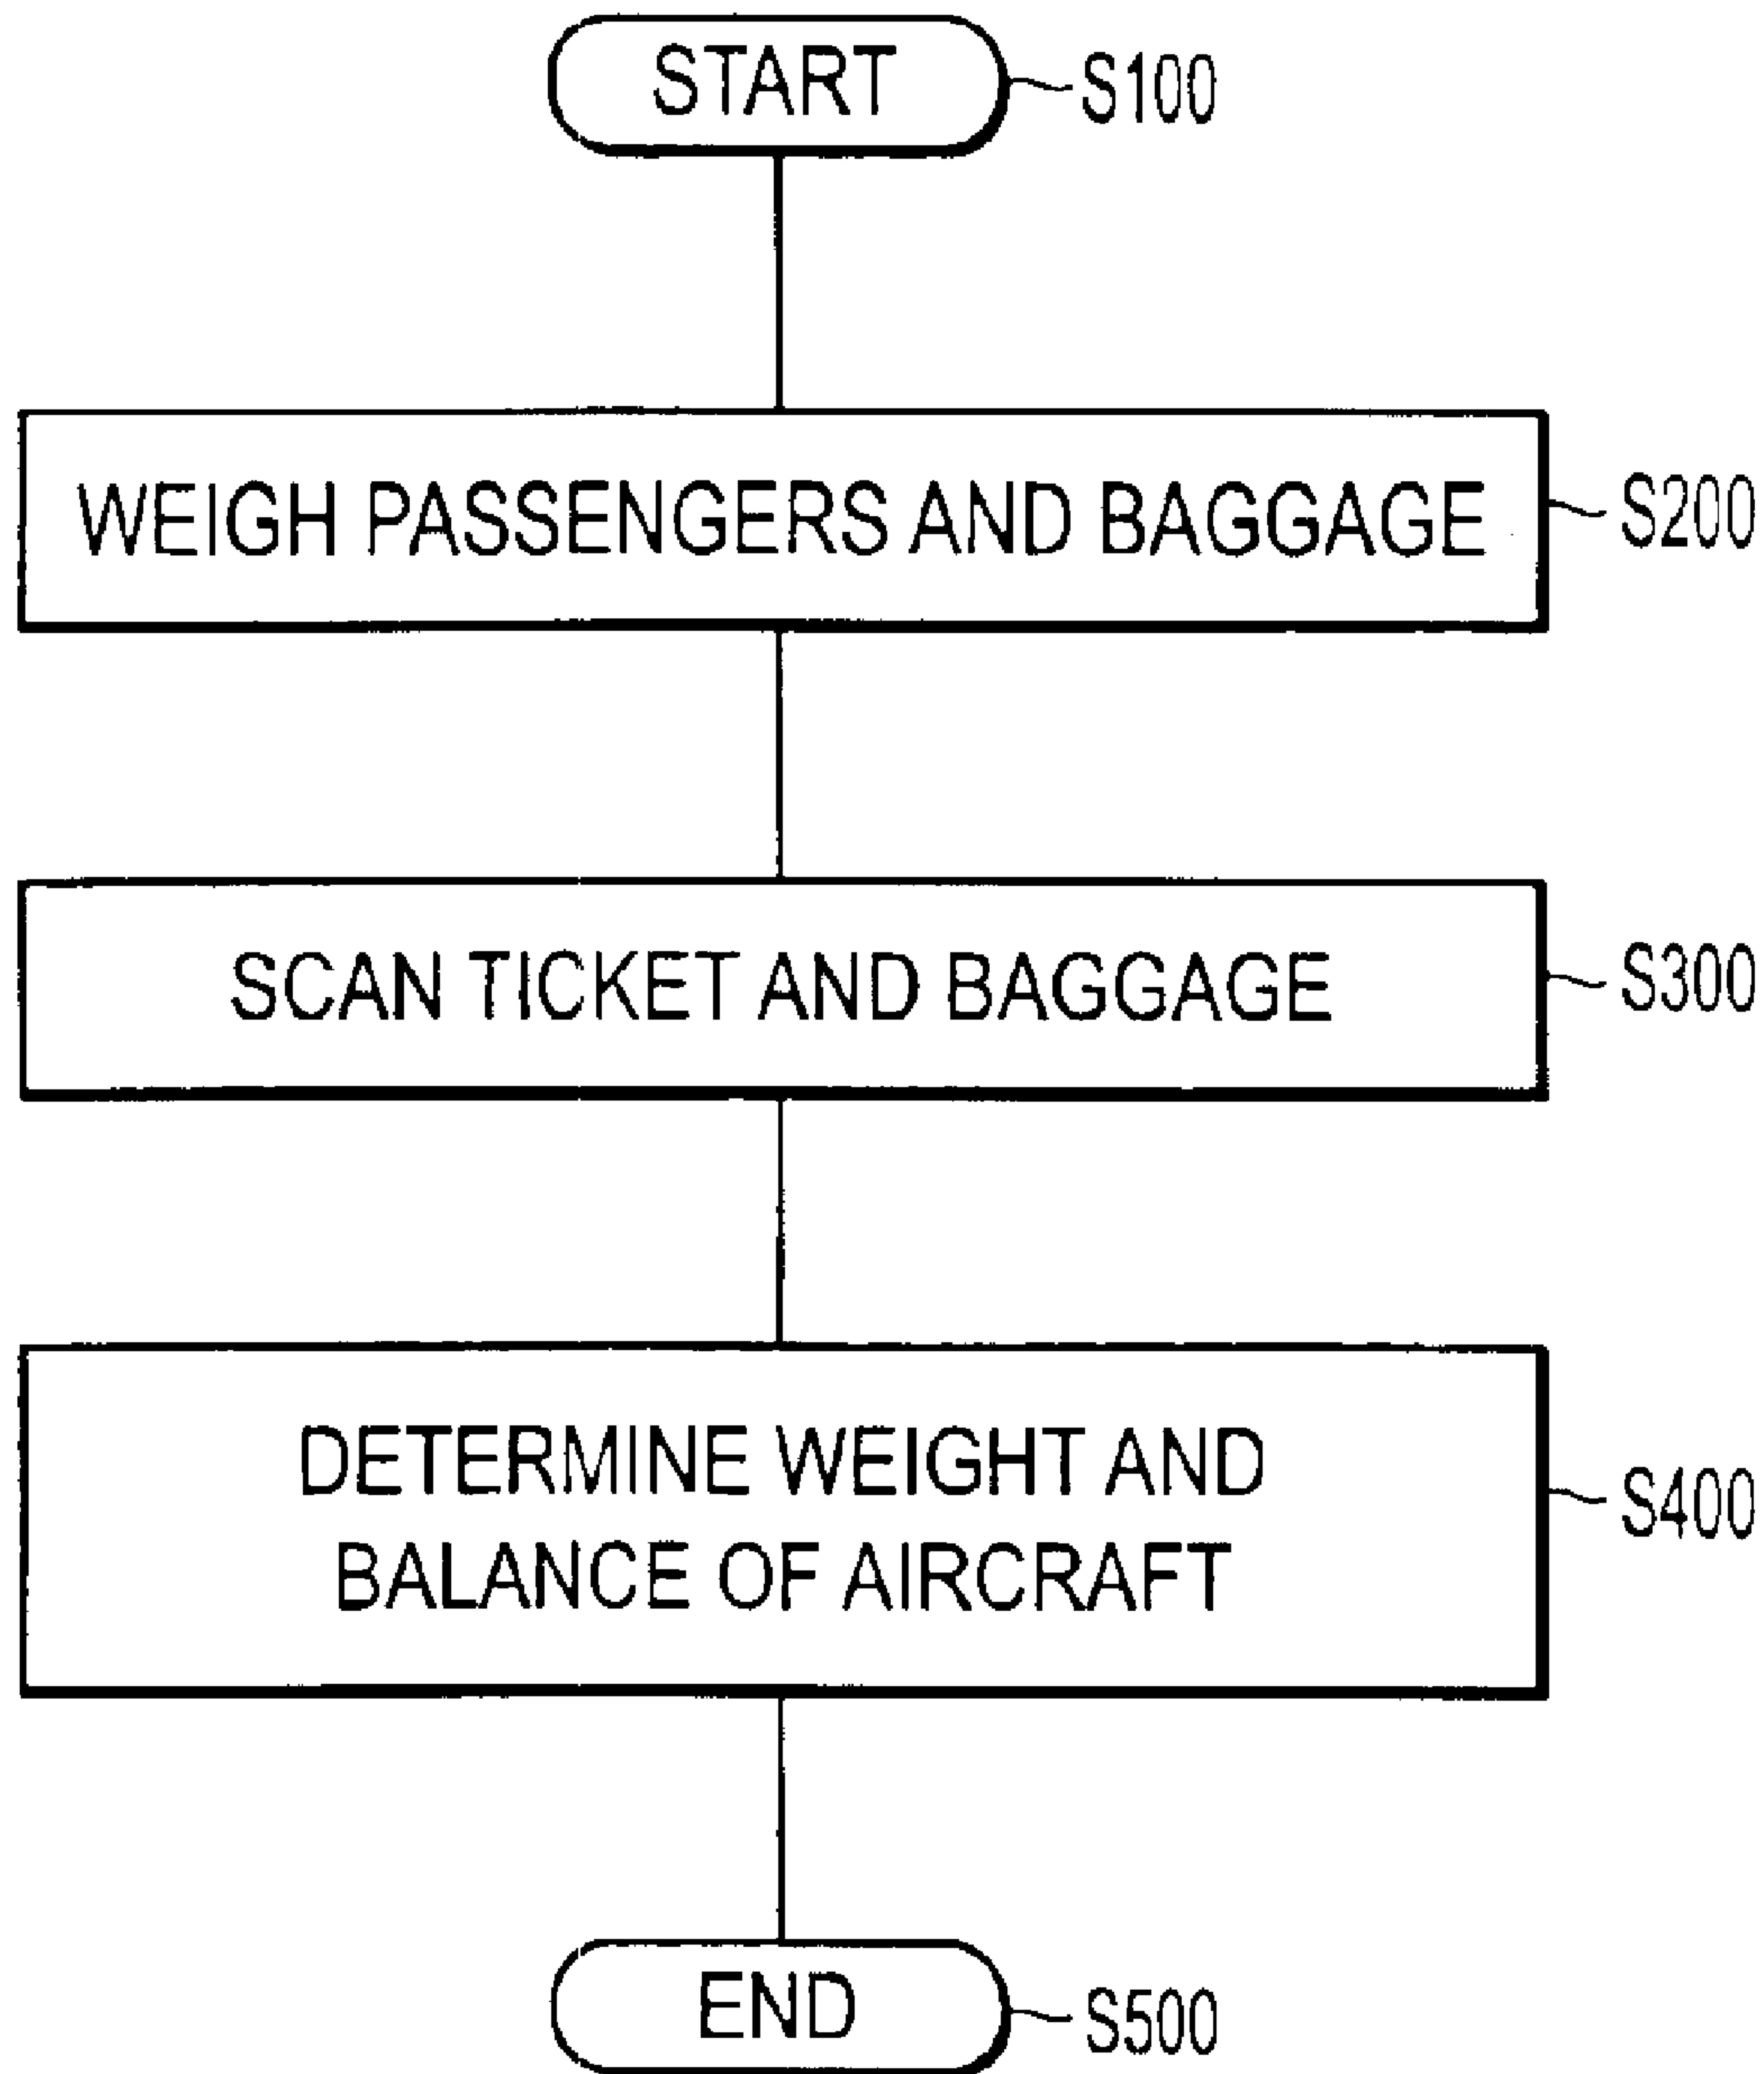 START
S100
WEIGH PASSENGERS AND BAGGAGE
S200
SCAN TICKET AND BAGGAGE
S300
DETERMINE WEIGHT AND
BALANCE OF AIRCRAFT
S400
END
S500